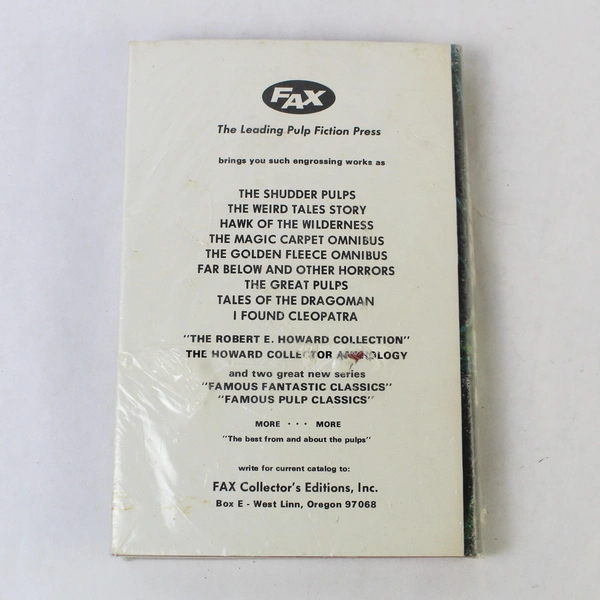 FAX
The Leading Pulp Fiction Press
brings you such engrossing works as
THE SHUDDER PULPS
THE WEIRD TALES STORY
HAWK OF THE WILDERNESS
THE MAGIC CARPET OMNIBUS
THE GOLDEN FLEECE OMNIBUS
FAR BELOW AND OTHER HORRORS
THE GREAT PULPS
TALES OF THE DRAGOMAN
I FOUND CLEOPATRA
"THE ROBERT E. HOWARD COLLECTION"
THE HOWARD COLLECTOR ANTHOLOGY
and two great new series
"FAMOUS FANTASTIC CLASSICS"
"FAMOUS PULP CLASSICS"
MORE · · · MORE
"The best from and about the pulps"
write for current catalog to:
FAX Collector's Editions, Inc.
Box E - West Linn, Oregon 97068